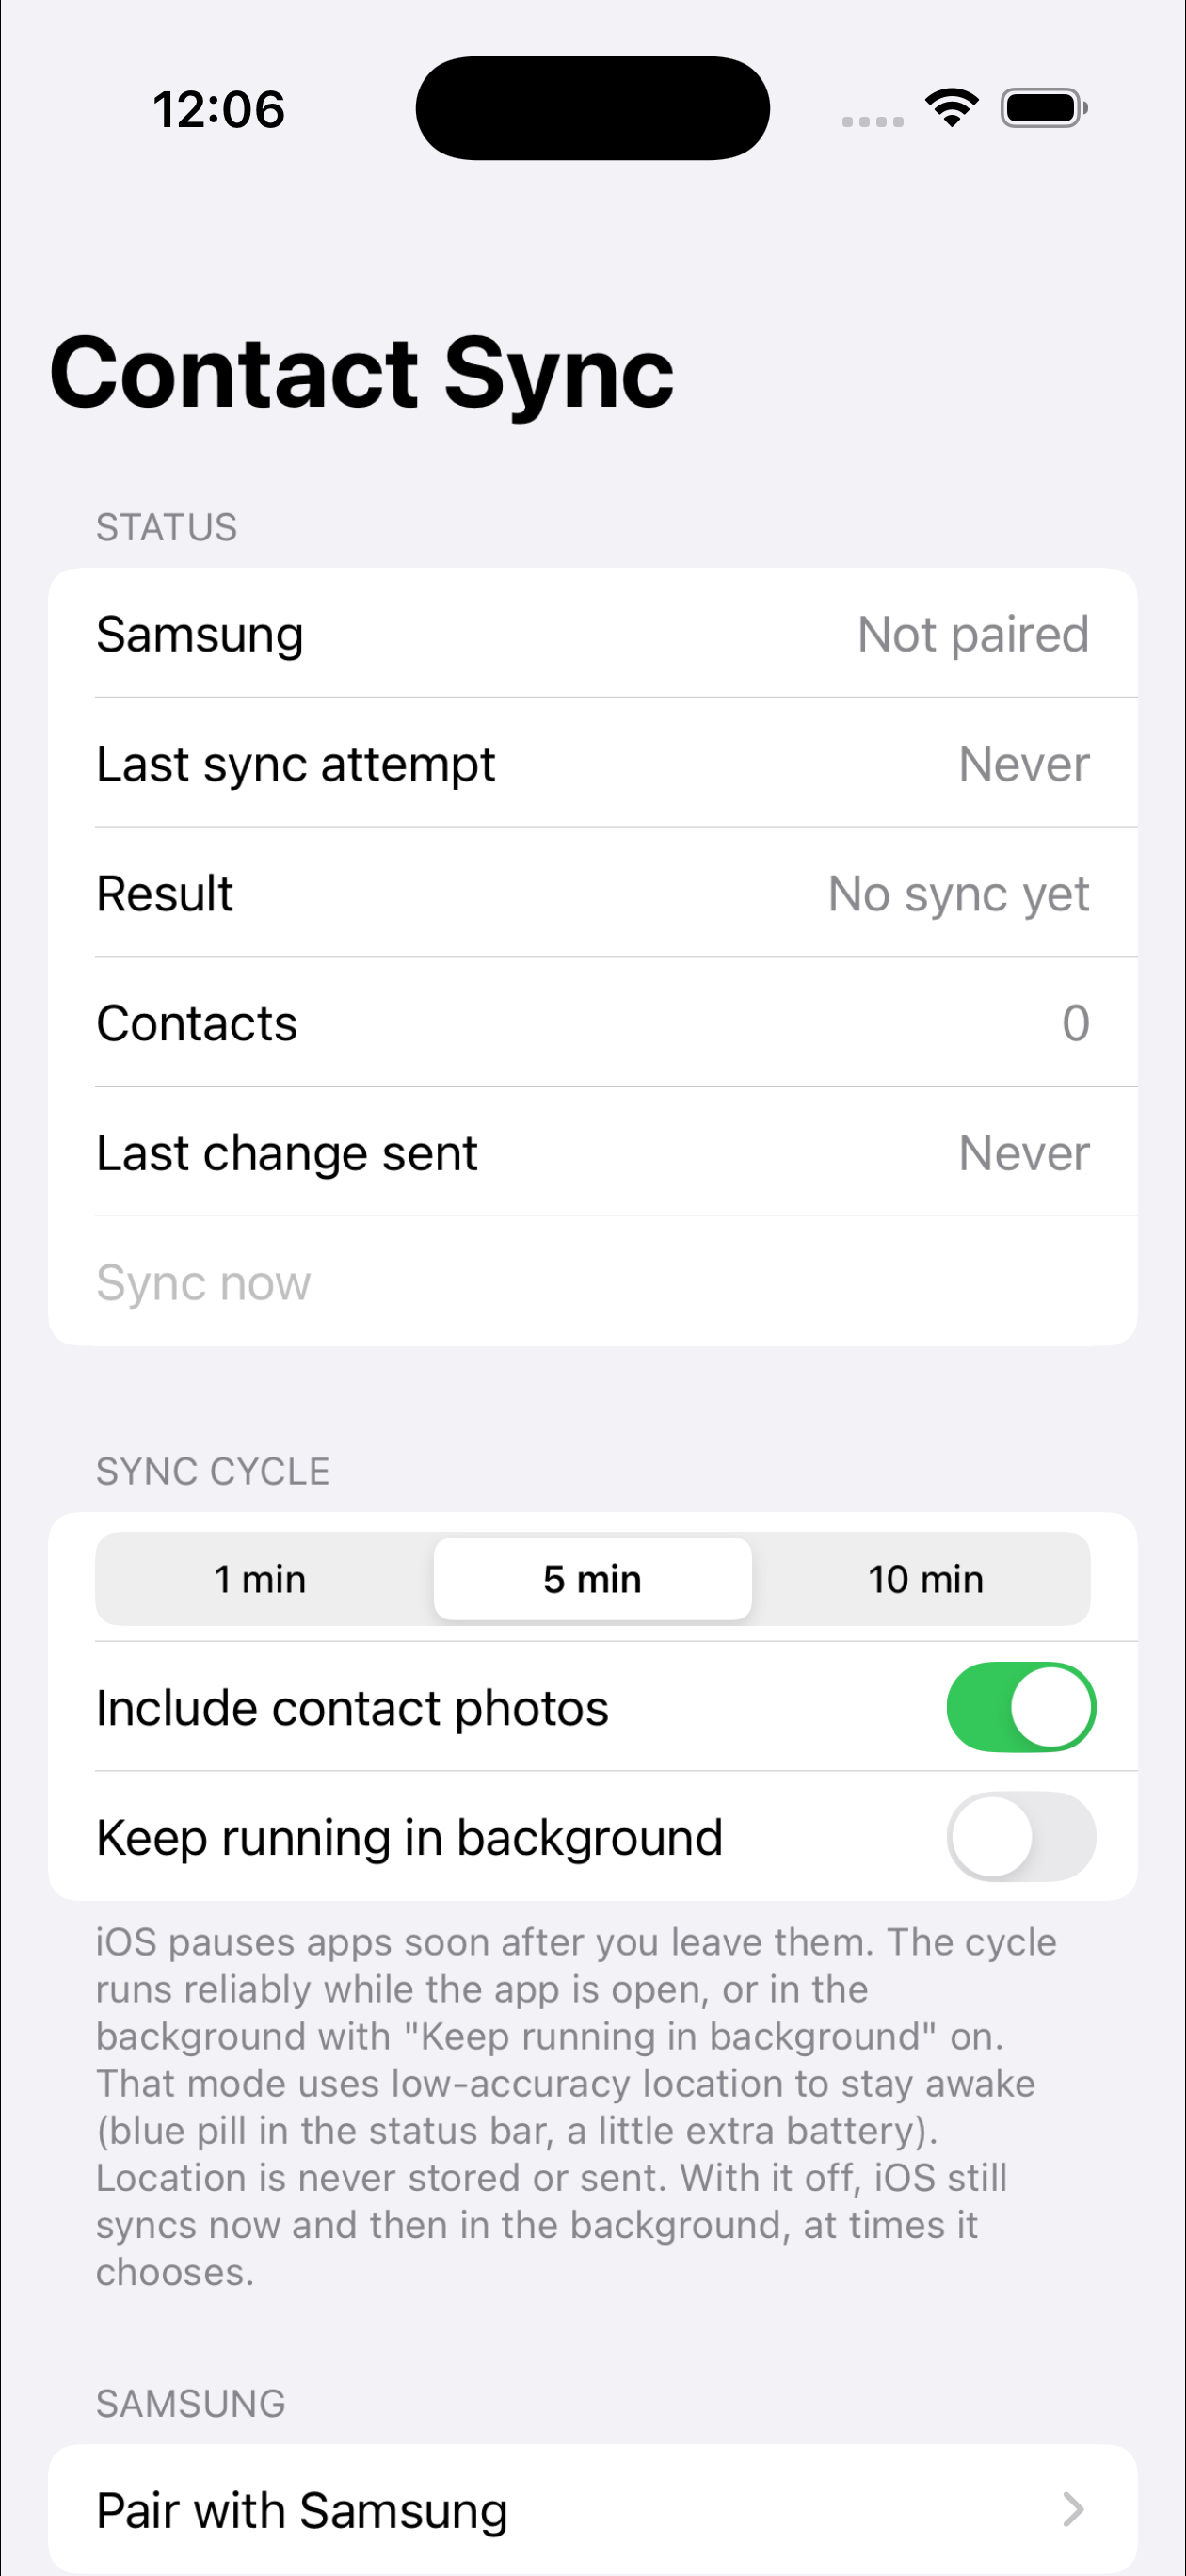 12:06
Contact Sync
STATUS
Samsung Not paired
Last sync attempt Never
Result No sync yet
Contacts 0
Last change sent Never
Sync now
SYNC CYCLE
1 min 5 min 10 min
Include contact photos
Keep running in background
iOS pauses apps soon after you leave them. The cycle
runs reliably while the app is open, or in the
background with "Keep running in background" on.
That mode uses low-accuracy location to stay awake
(blue pill in the status bar, a little extra battery).
Location is never stored or sent. With it off, iOS still
syncs now and then in the background, at times it
chooses.
SAMSUNG
Pair with Samsung